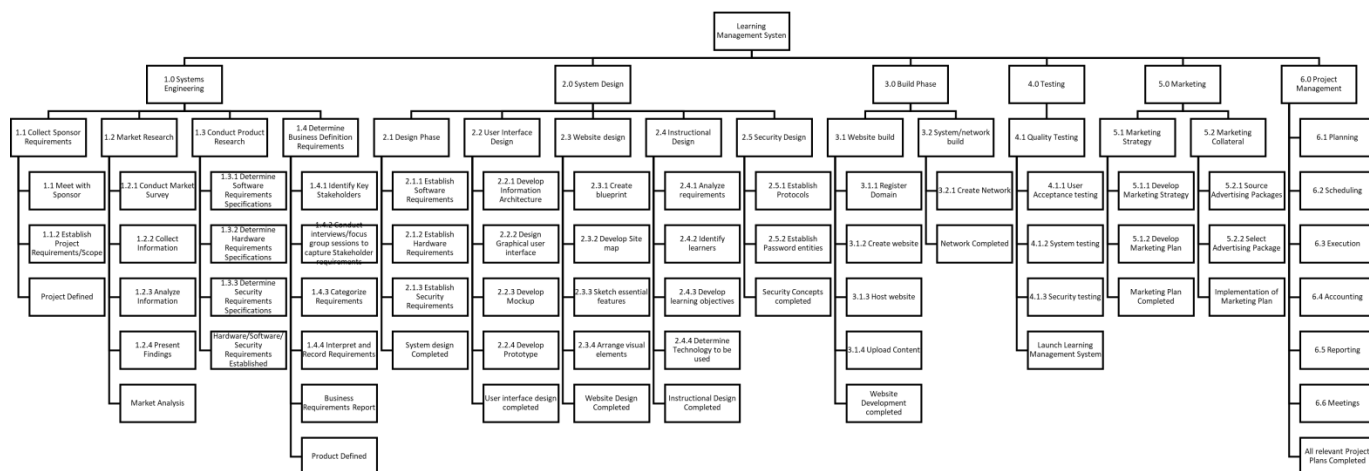 Learning
Management Systen
1.0 Systems
Engineering
2.0 System Design
3.0 Build Phase
4.0 Testing
5.0 Marketing
6.0 Project
Management
1.1 Collect Sponsor
Requirements
1.2 Market Research
1.3 Conduct Product
Research
1.4 Determine
Business Definition
Requirements
2.1 Design Phase
2.2 User Interface
Design
2.3 Website design
2.4 Instructional
Design
2.5 Security Design
3.1 Website build
3.2 System/network
build
4.1 Quality Testing
5.1 Marketing
Strategy
5.2 Marketing
Collateral
6.1 Planning
1.1 Meet with
Sponsor
1.2.1 Conduct Market
Survey
1.3.1 Determine
Software
Requirements
Specifications
1.4.1 Identify Key
Stakeholders
2.1.1 Establish
Software
Requirements
2.2.1 Develop
Information
Architecture
2.3.1 Create
blueprint
2.4.1 Analyze
requirements
2.5.1 Establish
Protocols
3.1.1 Register
Domain
3.2.1 Create Network
4.1.1 User
Acceptance testing
5.1.1 Develop
Marketing Strategy
5.2.1 Source
Advertising Packages
6.2 Scheduling
1.1.2 Establish
Project
Requirements/Scope
1.2.2 Collect
Information
1.3.2 Determine
Hardware
Requirements
Specifications
1.4.2 Conduct
interviews/focus
group sessions to
capture Stakeholder
requirements
2.1.2 Establish
Hardware
Requirements
2.2.2 Design
Graphical user
interface
2.3.2 Develop Site
map
2.4.2 Identify
learners
2.5.2 Establish
Password entities
3.1.2 Create website
Network Completed
4.1.2 System testing
5.1.2 Develop
Marketing Plan
5.2.2 Select
Advertising Package
6.3 Execution
Project Defined
1.2.3 Analyze
Information
1.3.3 Determine
Security
Requirements
Specifications
1.4.3 Categorize
Requirements
2.1.3 Establish
Security
Requirements
2.2.3 Develop
Mockup
2.3.3 Sketch essential
features
2.4.3 Develop
learning objectives
Security Concepts
completed
3.1.3 Host website
4.1.3 Security testing
Marketing Plan
Completed
Implementation of
Marketing Plan
6.4 Accounting
1.2.4 Present
Findings
Hardware/Software/
Security
Requirements
Established
1.4.4 Interpret and
Record Requirements
System design
Completed
2.2.4 Develop
Prototype
2.3.4 Arrange visual
elements
2.4.4 Determine
Technology to be
used
3.1.4 Upload Content
Launch Learning
Management System
6.5 Reporting
Market Analysis
Business
Requirements Report
User interface design
completed
Website Design
Completed
Instructional Design
Completed
Website
Development
completed
6.6 Meetings
Product Defined
All relevant Project
Plans Completed